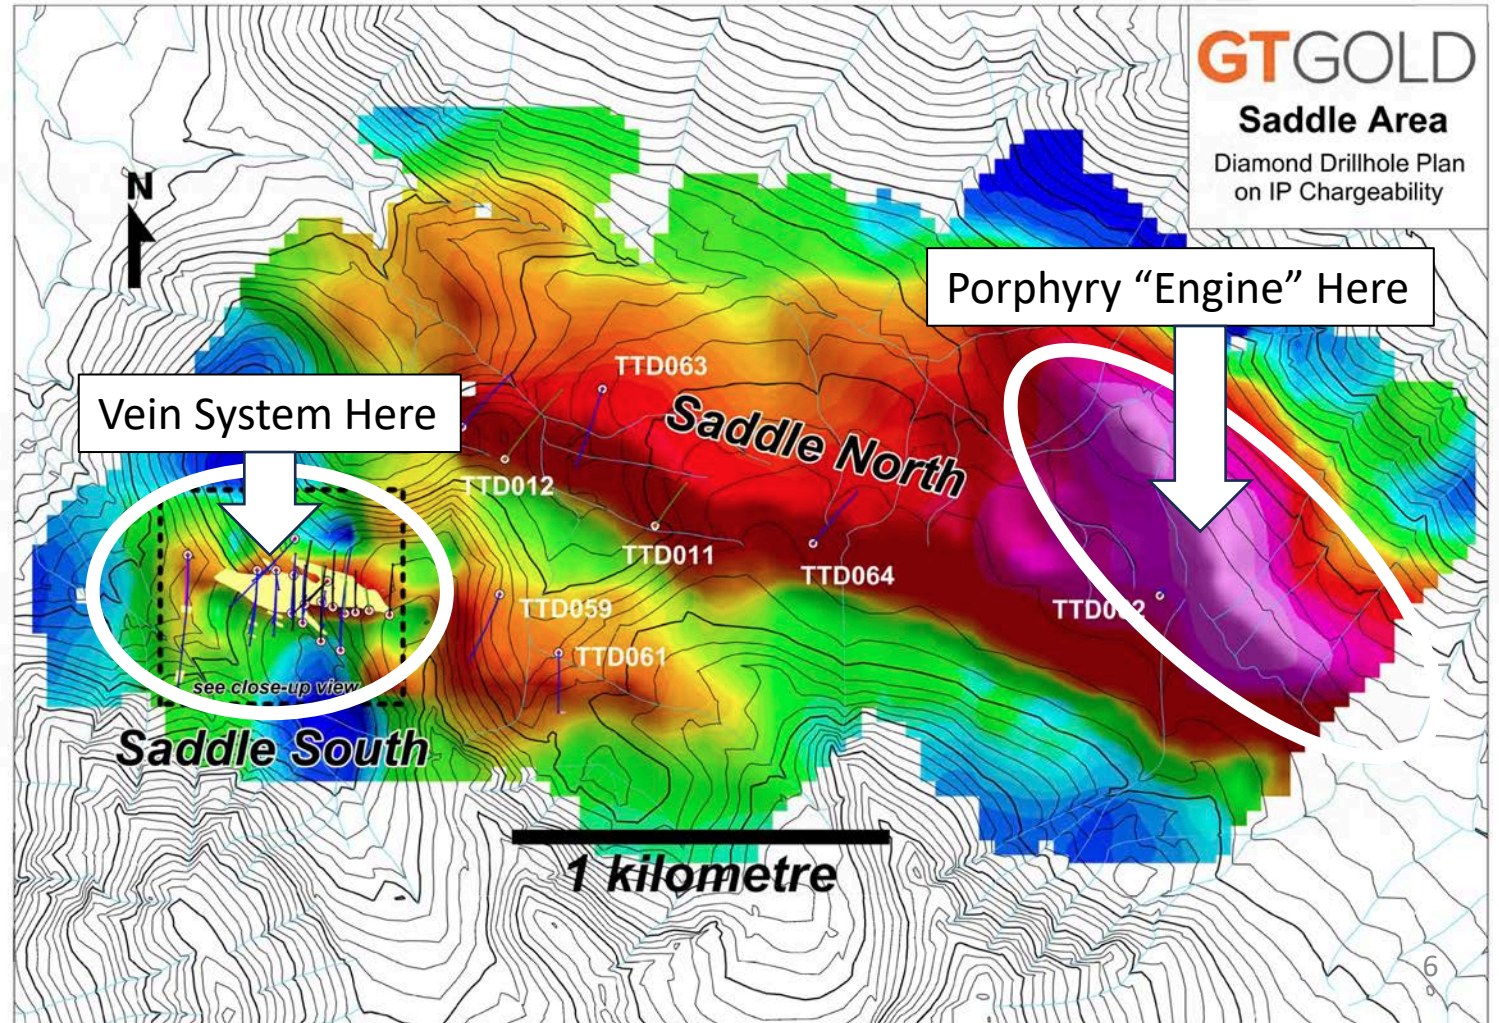 GTGOLD
Saddle Area
Diamond Drillhole Plan
on IP Chargeability
N
Porphyry “Engine” Here
Vein System Here
TTD063
Saddle North
TTD012
TTD011
TTD064
TTD059
TTD061
see close-up view
Saddle South
1 kilometre
6